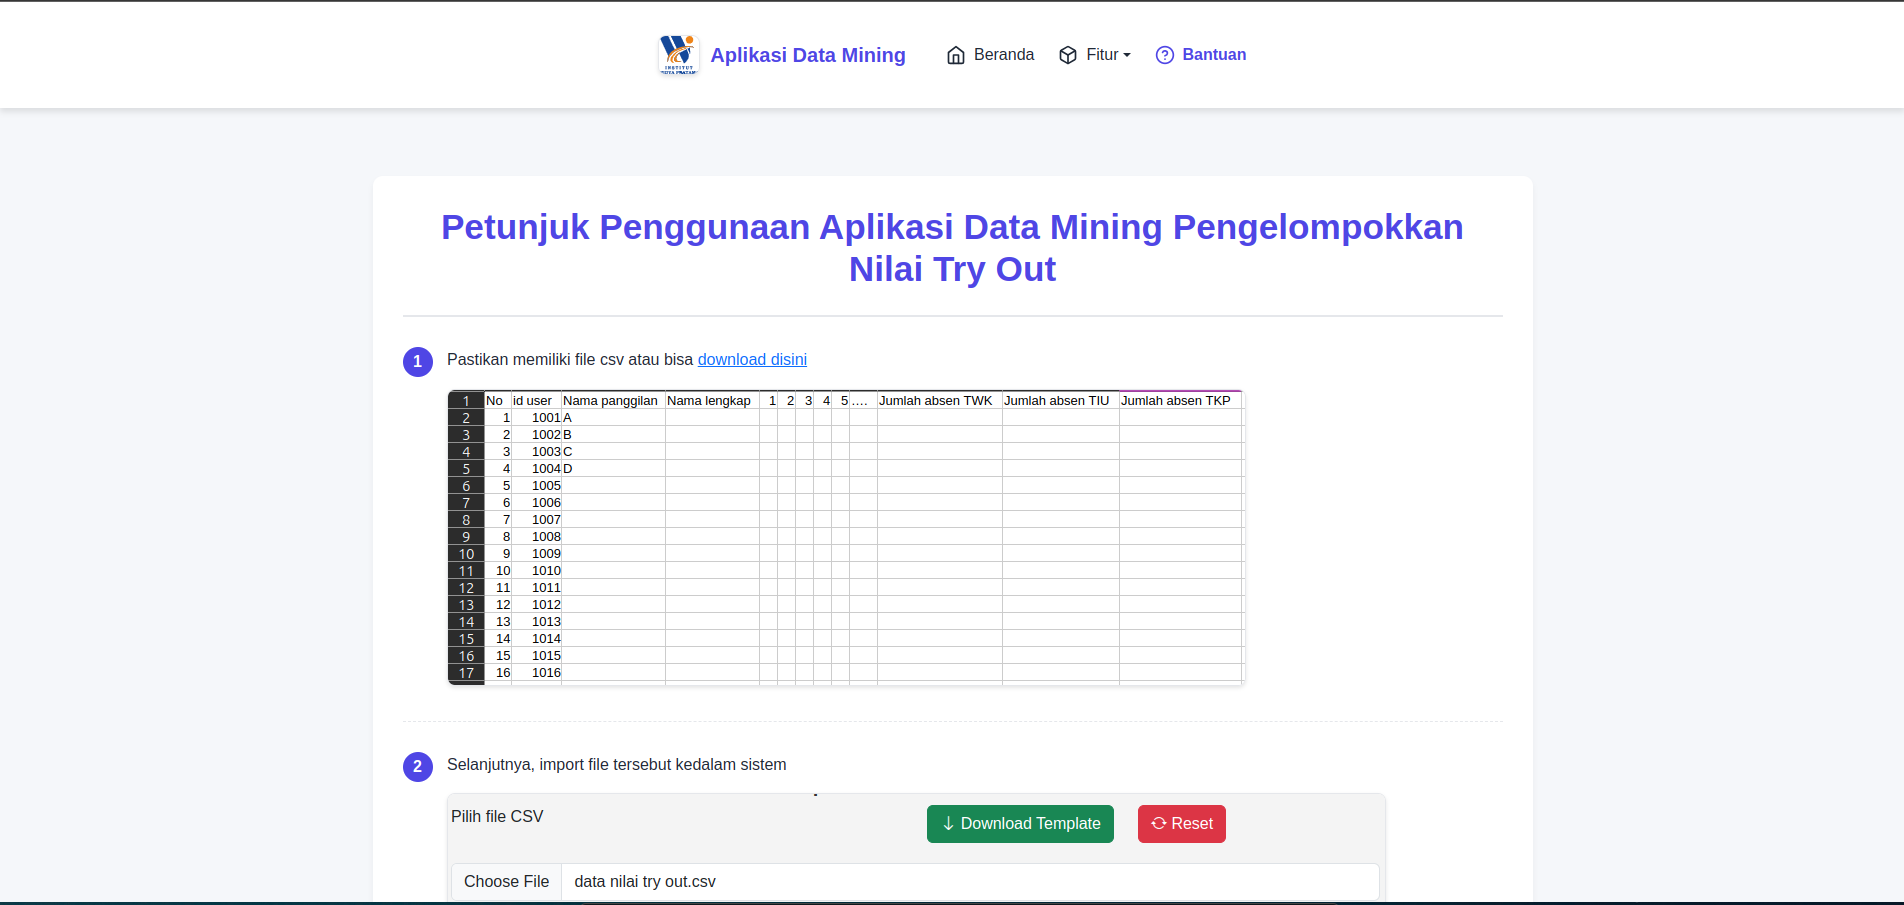 INSTITUT
Aplikasi Data Mining
Beranda
Fitur
Bantuan
Petunjuk Penggunaan Aplikasi Data Mining Pengelompokkan
Nilai Try Out
1
Pastikan memiliki file csv atau bisa download disini
1 No id user Nama panggilan Nama lengkap 1 2 3 4 5 .... Jumlah absen TWK Jumlah absen TIU Jumlah absen TKP
2 1 1001 A
3 2 1002 B
4 3 1003 C
5 4 1004 D
6 5 1005
7 6 1006
8 7 1007
9 8 1008
10 9 1009
11 10 1010
12 11 1011
13 12 1012
14 13 1013
15 14 1014
16 15 1015
17 16 1016
2
Selanjutnya, import file tersebut kedalam sistem
Pilih file CSV
Download Template
Reset
Choose File
data nilai try out.csv